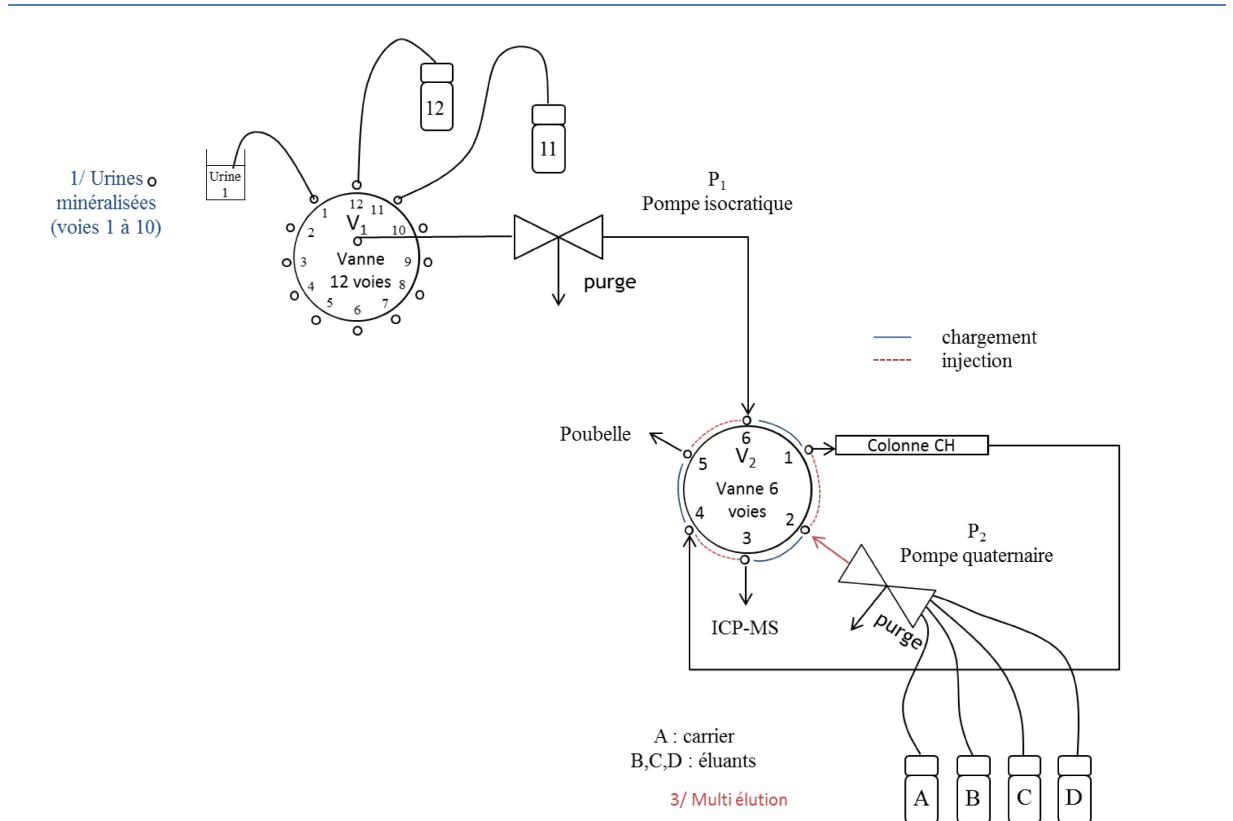 12
11
Urine
1
1/ Urines
minéralisées
(voies 1 à 10)
P1
Pompe isocratique
12
11
1
V1
10
2
Vanne
12 voies
3
9
4
8
5
7
6
purge
chargement
injection
Poubelle
6
V2
5
1
Colonne CH
Vanne 6
voies
4
2
3
P2
Pompe quaternaire
ICP-MS
purge
A : carrier
B,C,D : éluants
3/ Multi élution
A
B
C
D